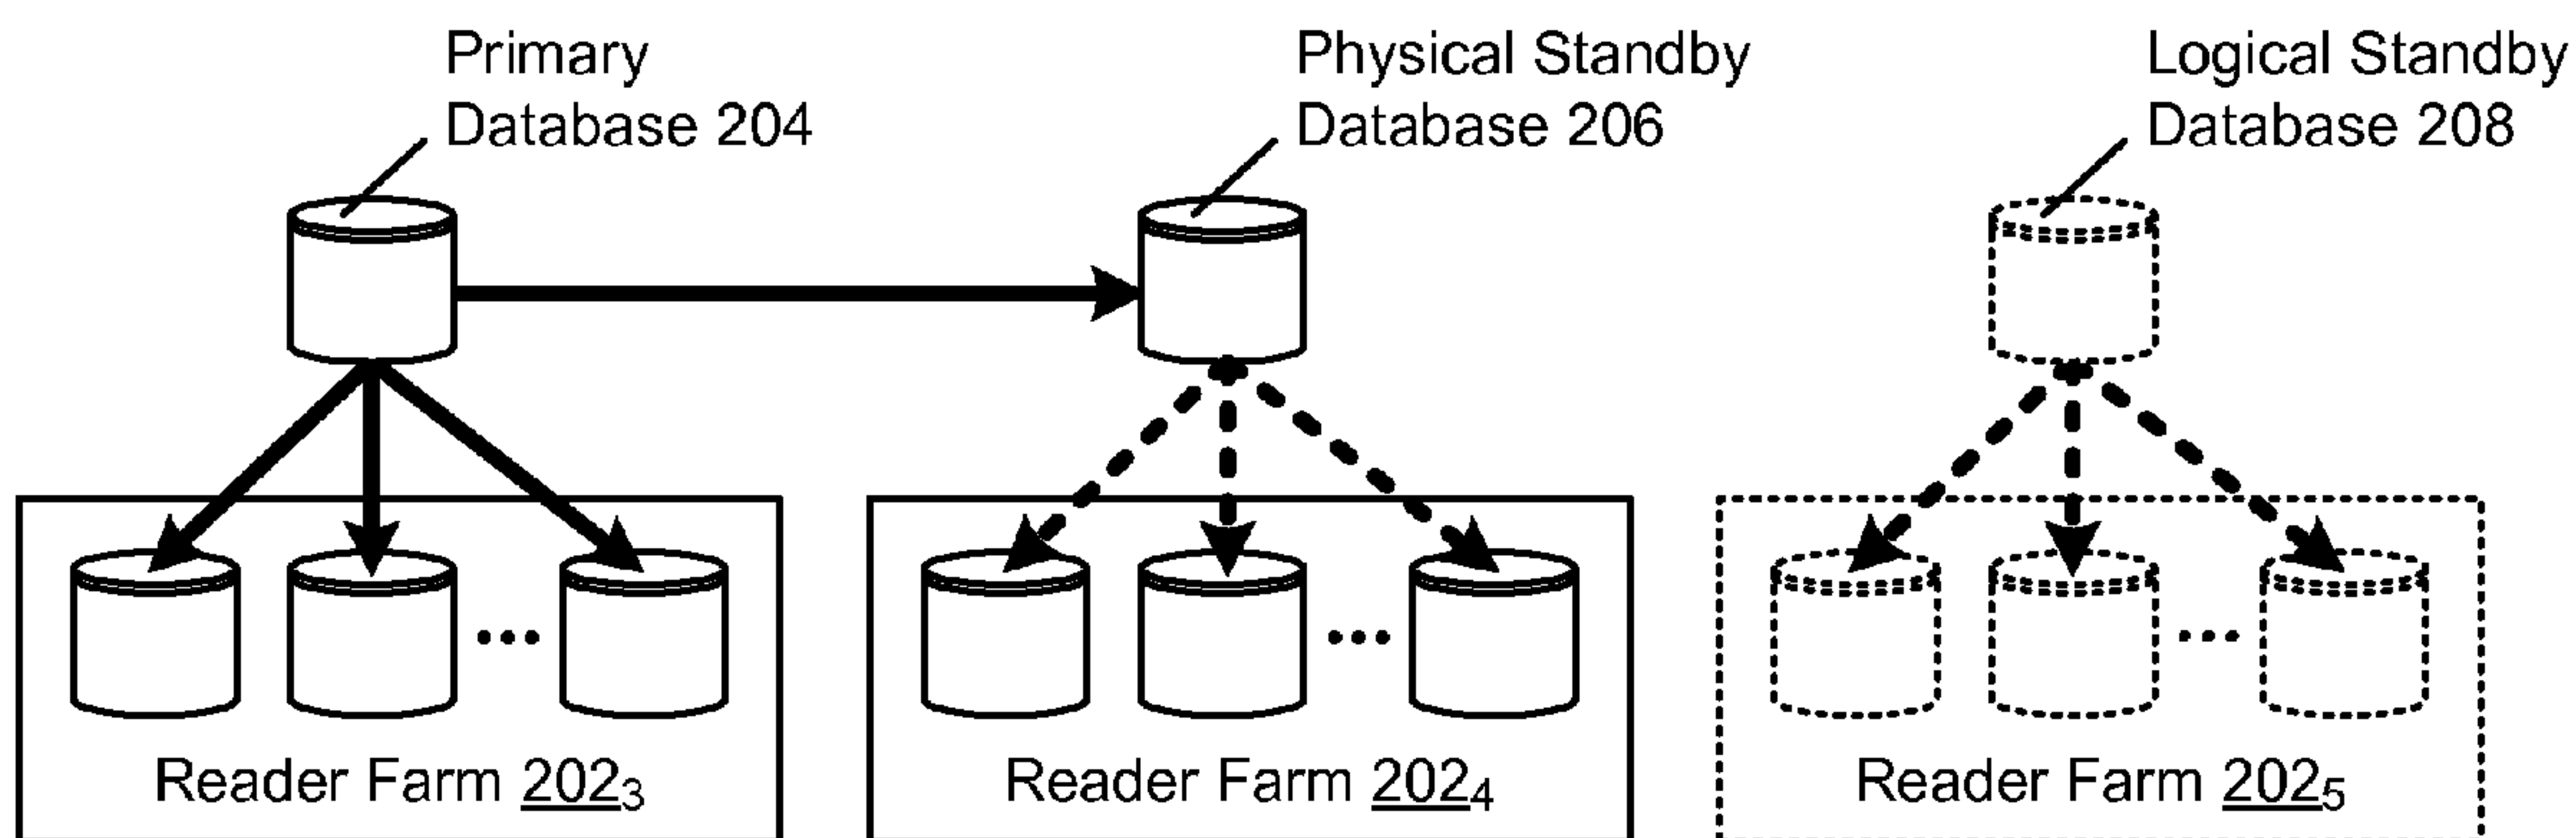 Primary
Database 204
Physical Standby
Database 206
Logical Standby
Database 208
...
...
...
Reader Farm 202₃
Reader Farm 202₄
Reader Farm 202₅